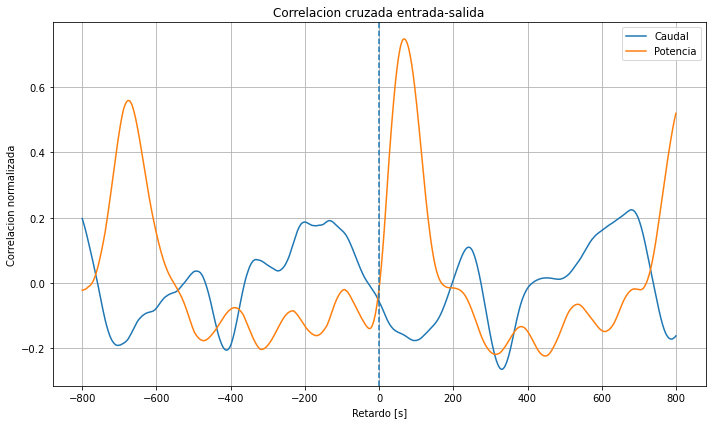 Correlacion cruzada entrada-salida
Caudal
Potencia
Correlacion normalizada
0.6
0.4
0.2
0.0
−0.2
−800
−600
−400
−200
0
200
400
600
800
Retardo [s]